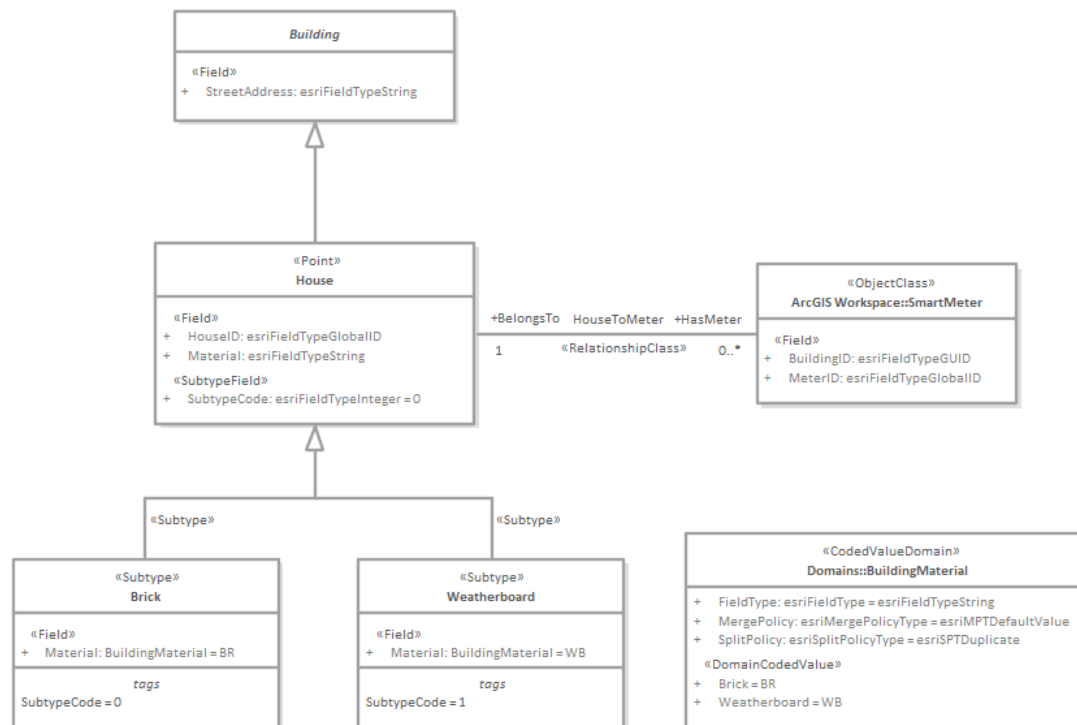 Building
«Field»
+ StreetAddress: esriFieldTypeString
«Point»
House
«Field»
+ HouseID: esriFieldTypeGlobalID
+ Material: esriFieldTypeString
«SubtypeField»
+ SubtypeCode: esriFieldTypeInteger = 0
+BelongsTo HouseToMeter +HasMeter
1 «RelationshipClass» 0..*
«ObjectClass»
ArcGIS Workspace::SmartMeter
«Field»
+ BuildingID: esriFieldTypeGUID
+ MeterID: esriFieldTypeGlobalID
«Subtype» «Subtype»
«Subtype»
Brick
«Field»
+ Material: BuildingMaterial = BR
tags
SubtypeCode = 0
«Subtype»
Weatherboard
«Field»
+ Material: BuildingMaterial = WB
tags
SubtypeCode = 1
«CodedValueDomain»
Domains::BuildingMaterial
+ FieldType: esriFieldType = esriFieldTypeString
+ MergePolicy: esriMergePolicyType = esriMPTDefaultValue
+ SplitPolicy: esriSplitPolicyType = esriSPTDuplicate
«DomainCodedValue»
+ Brick = BR
+ Weatherboard = WB